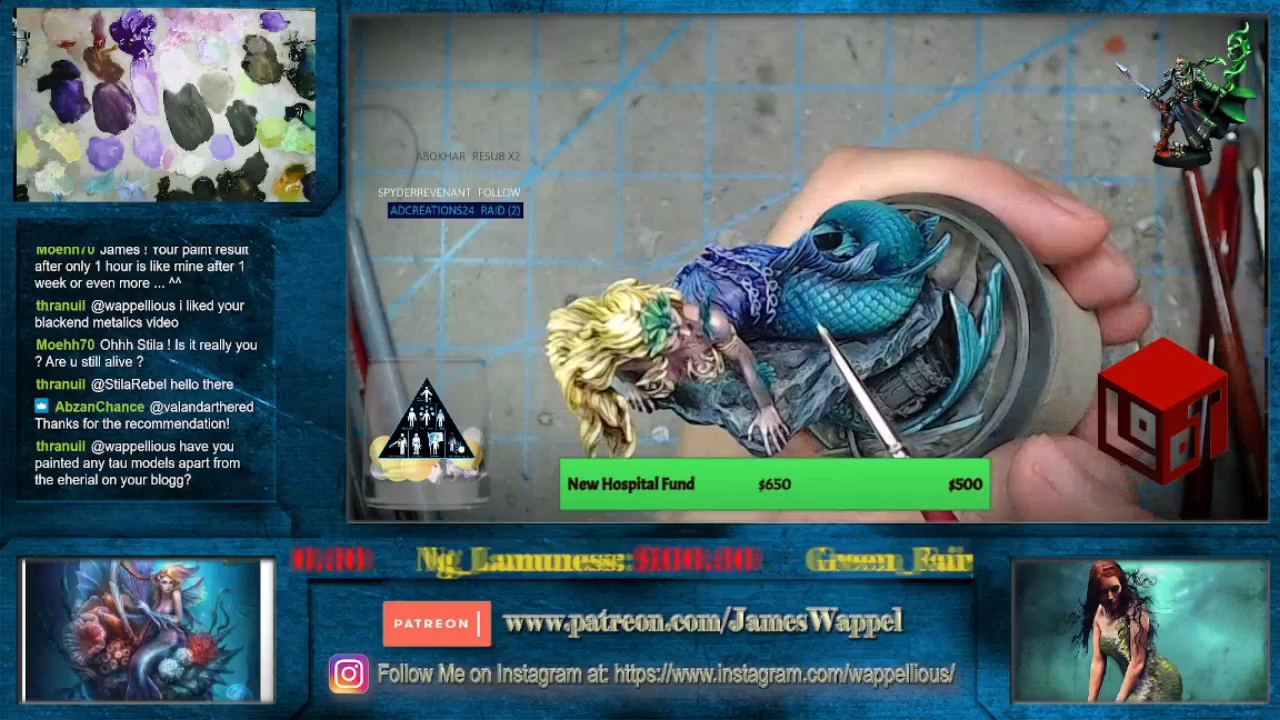 ABOKHAR RESUB X2
SPYDERREVENANT FOLLOW
ADCREATIONS24 RAID (2)
Moehh70 James ! Your paint result
after only 1 hour is like mine after 1
week or even more ... ^^
thranuil @wappellious i liked your
blackend metalics video
Moehh70 Ohhh Stila ! Is it really you
? Are u still alive ?
thranuil @StilaRebel hello there
AbzanChance @valandarthered
Thanks for the recommendation!
thranuil @wappellious have you
painted any tau models apart from
the eherial on your blogg?
New Hospital Fund $650 $500
PATREON
www.patreon.com/JamesWappel
Follow Me on Instagram at: https://www.instagram.com/wappellious/